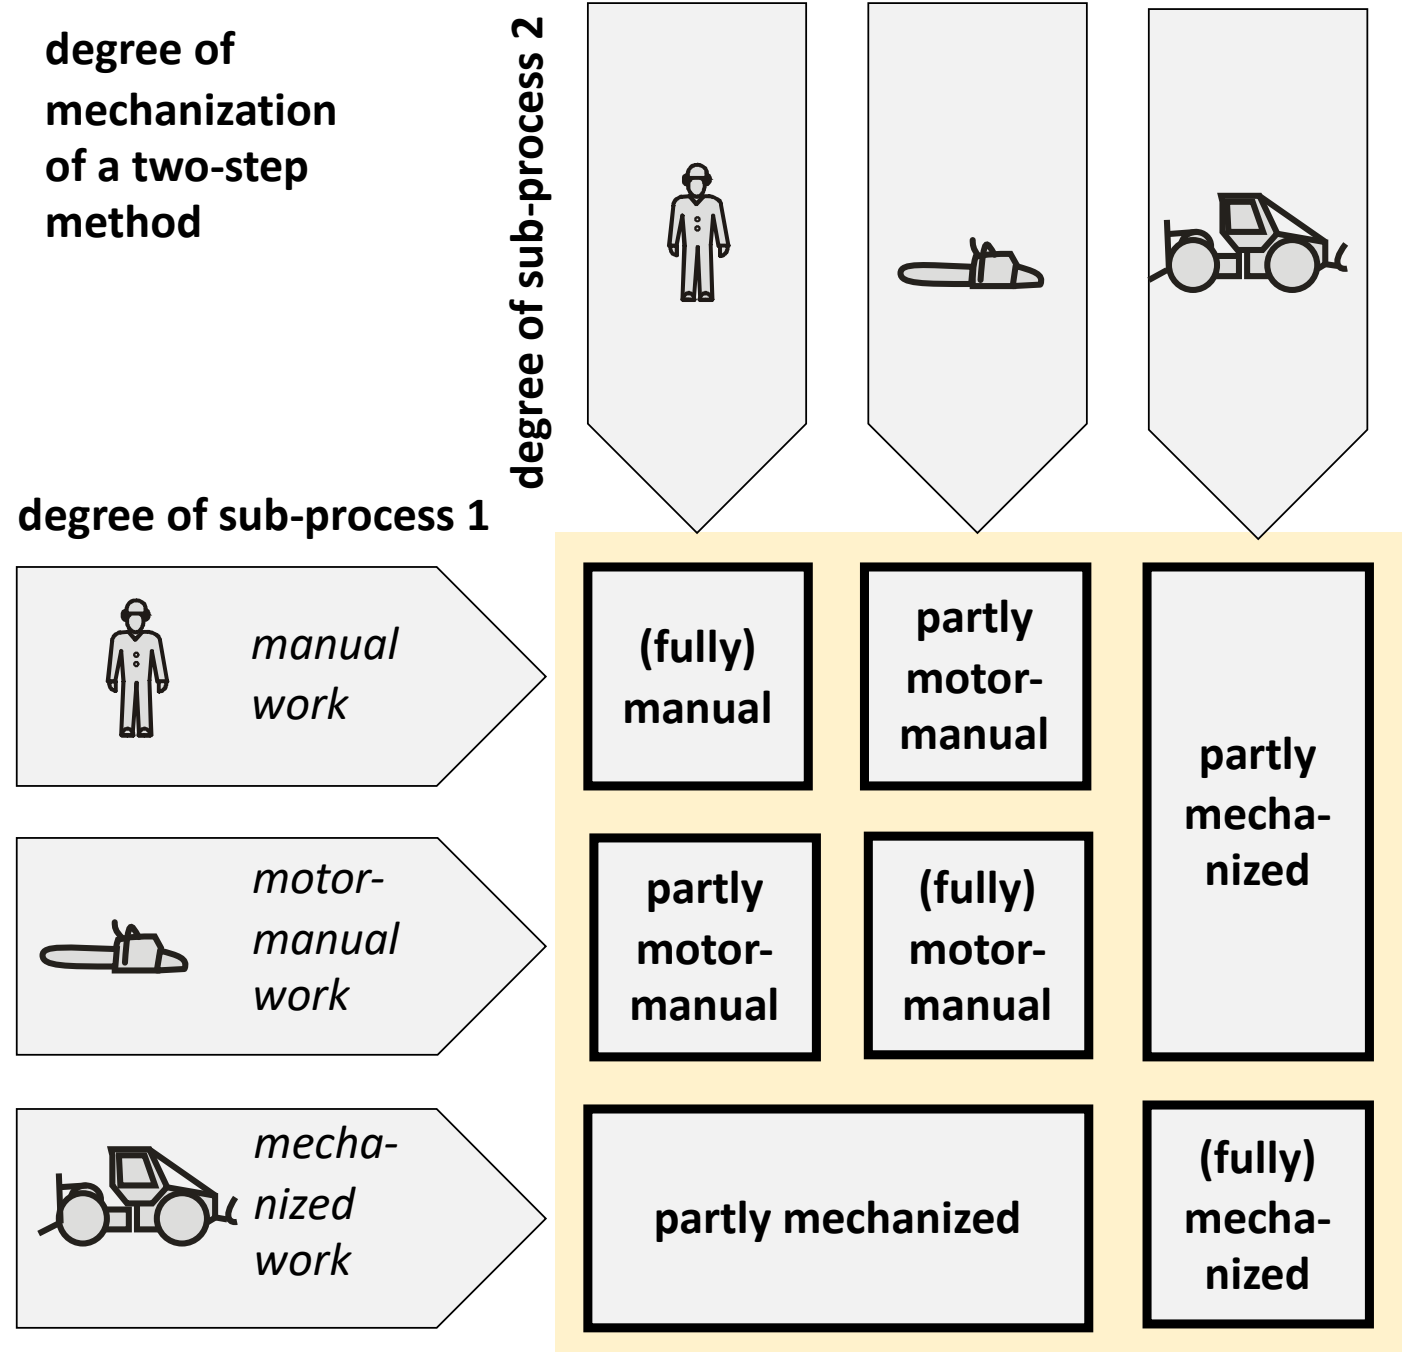 degree of
mechanization
of a two-step
method
degree of sub-process 2
degree of sub-process 1
manual
work
(fully)
manual
partly
motor-
manual
partly
mecha-
nized
motor-
manual
work
partly
motor-
manual
(fully)
motor-
manual
mecha-
nized
work
partly mechanized
(fully)
mecha-
nized